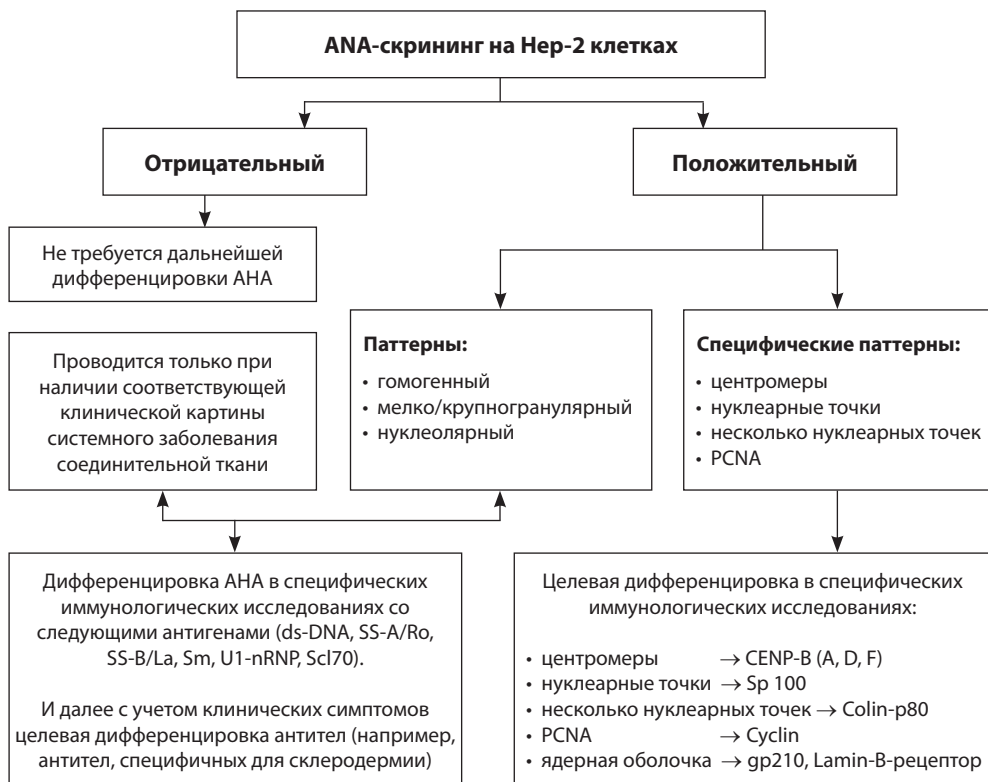 ANA-скрининг на Hep-2 клетках
Отрицательный
Положительный
Не требуется дальнейшей
дифференцировки АНА
Проводится только при
наличии соответствующей
клинической картины
системного заболевания
соединительной ткани
Паттерны:
• гомогенный
• мелко/крупногранулярный
• нуклеолярный
Специфические паттерны:
• центромеры
• нуклеарные точки
• несколько нуклеарных точек
• PCNA
Дифференцировка АНА в специфических
иммунологических исследованиях со
следующими антигенами (ds-DNA, SS-A/Ro,
SS-B/La, Sm, U1-nRNP, Scl70).
И далее с учетом клинических симптомов
целевая дифференцировка антител (например,
антител, специфичных для склеродермии)
Целевая дифференцировка в специфических
иммунологических исследованиях:
• центромеры → CENP-B (A, D, F)
• нуклеарные точки → Sp 100
• несколько нуклеарных точек → Colin-p80
• PCNA → Cyclin
• ядерная оболочка → gp210, Lamin-B-рецептор